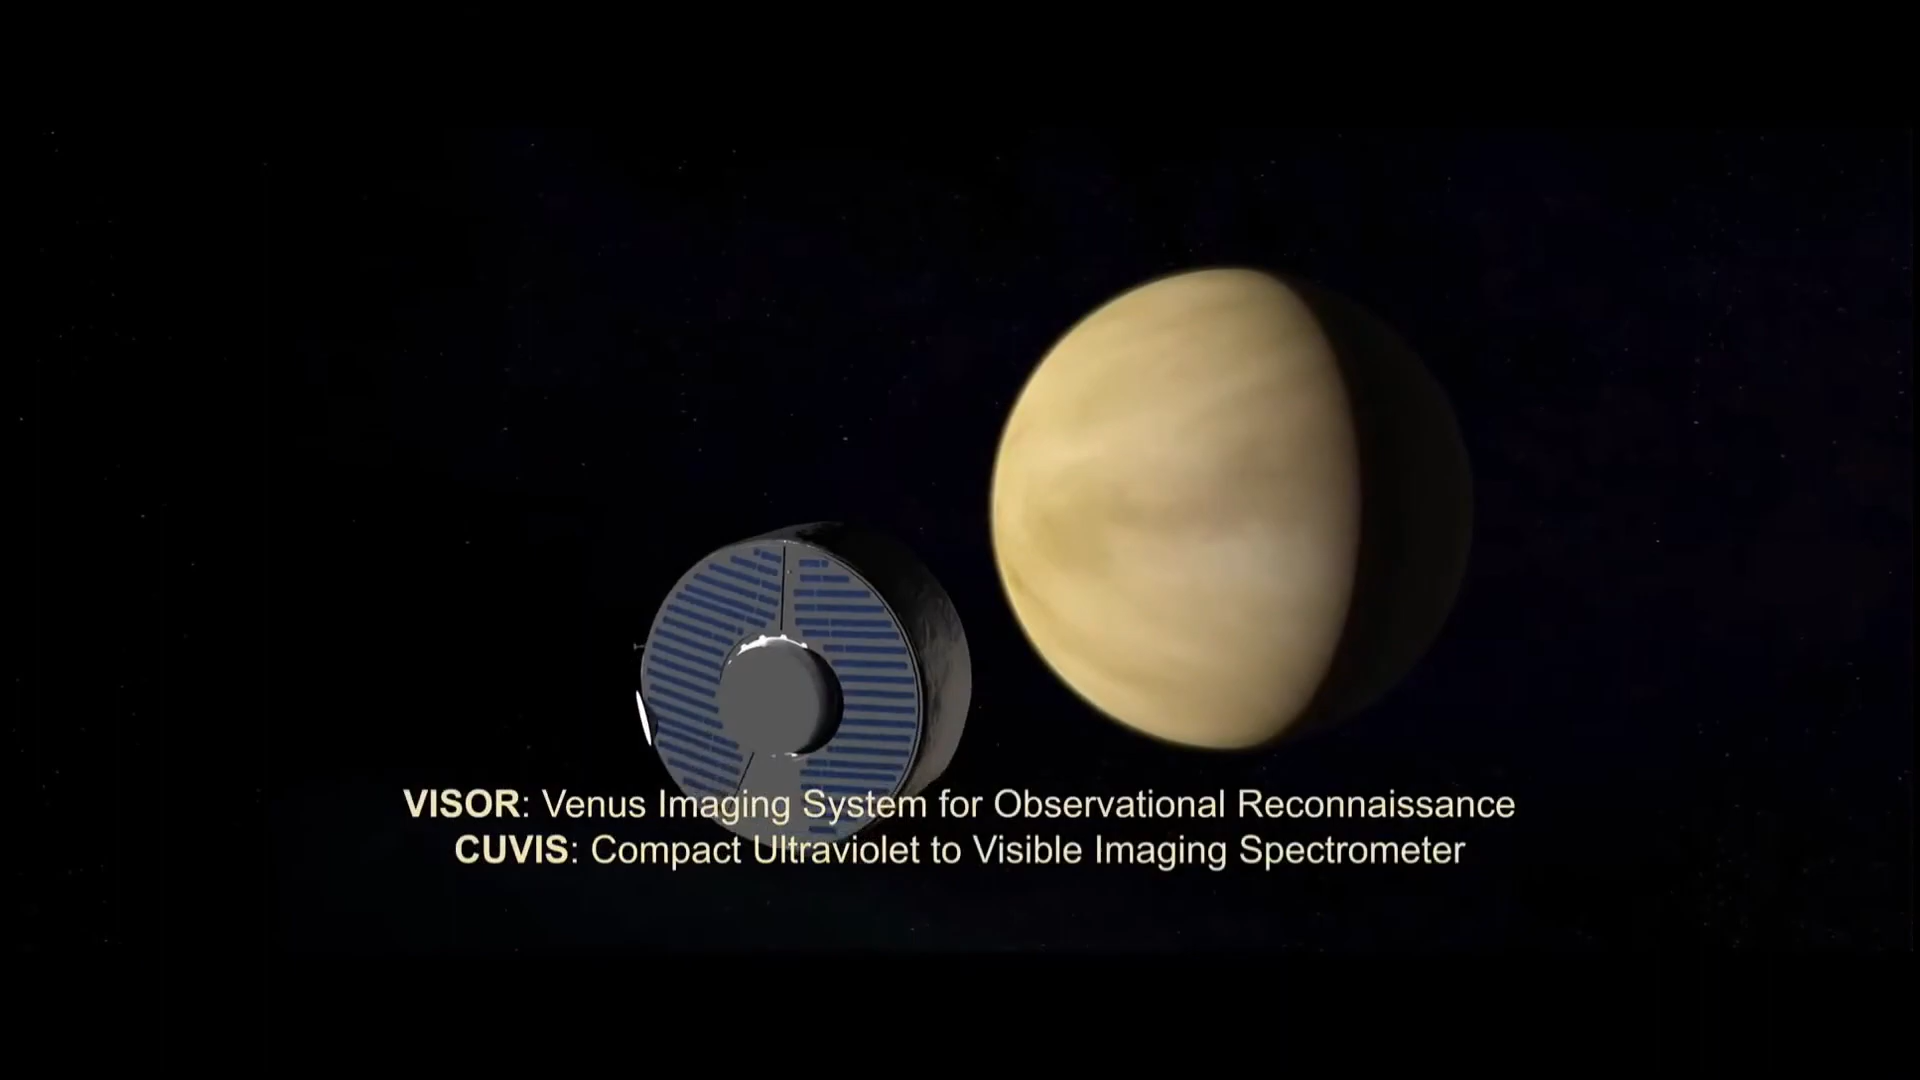 VISOR: Venus Imaging System for Observational Reconnaissance
CUVIS: Compact Ultraviolet to Visible Imaging Spectrometer